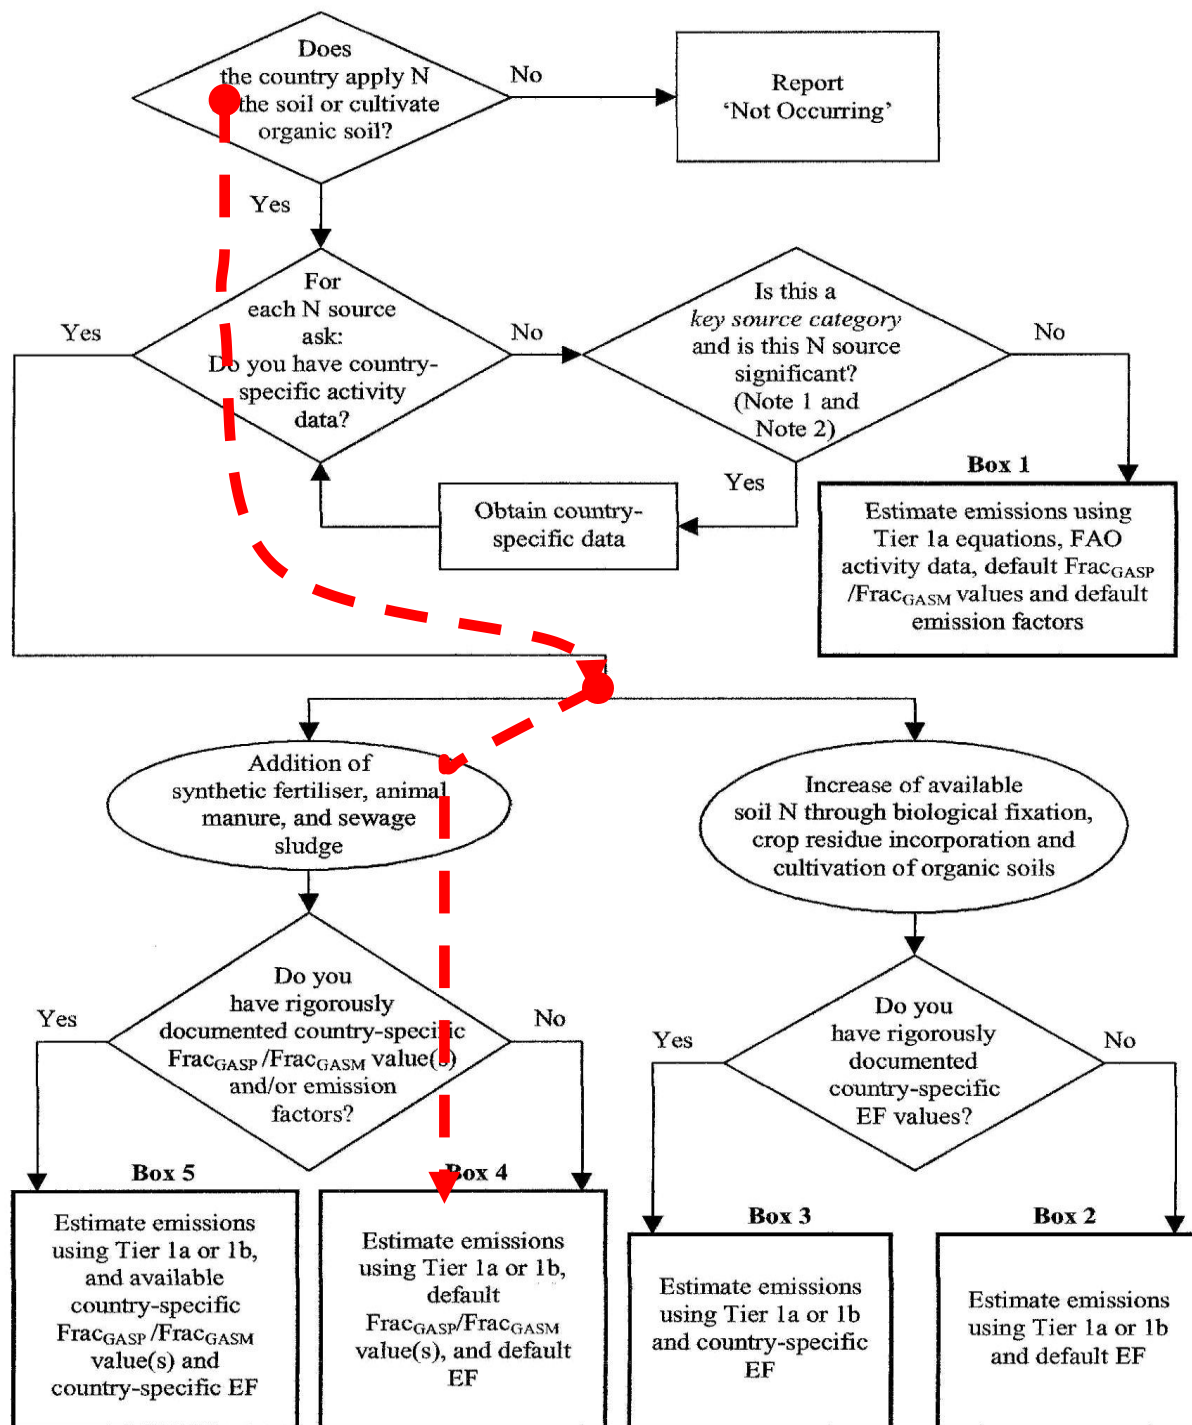 Does
the country apply N
the soil or cultivate
organic soil?
No
Report
‘Not Occurring’
Yes
For
each N source
ask:
Do you have country-
specific activity
data?
Yes
No
Is this a
key source category
and is this N source
significant?
(Note 1 and
Note 2)
No
Yes
Obtain country-
specific data
Box 1
Estimate emissions using
Tier 1a equations, FAO
activity data, default FracGASP
/FracGASM values and default
emission factors
Addition of
synthetic fertiliser, animal
manure, and sewage
sludge
Increase of available
soil N through biological fixation,
crop residue incorporation and
cultivation of organic soils
Do you
have rigorously
documented country-specific
FracGASP /FracGASM value(s)
and/or emission
factors?
Yes
No
Do you
have rigorously
documented
country-specific
EF values?
Yes
No
Box 5
Estimate emissions
using Tier 1a or 1b,
and available
country-specific
FracGASP /FracGASM
value(s) and
country-specific EF
Box 4
Estimate emissions
using Tier 1a or 1b,
default
FracGASP/FracGASM
value(s), and default
EF
Box 3
Estimate emissions
using Tier 1a or 1b
and country-specific
EF
Box 2
Estimate emissions
using Tier 1a or 1b
and default EF